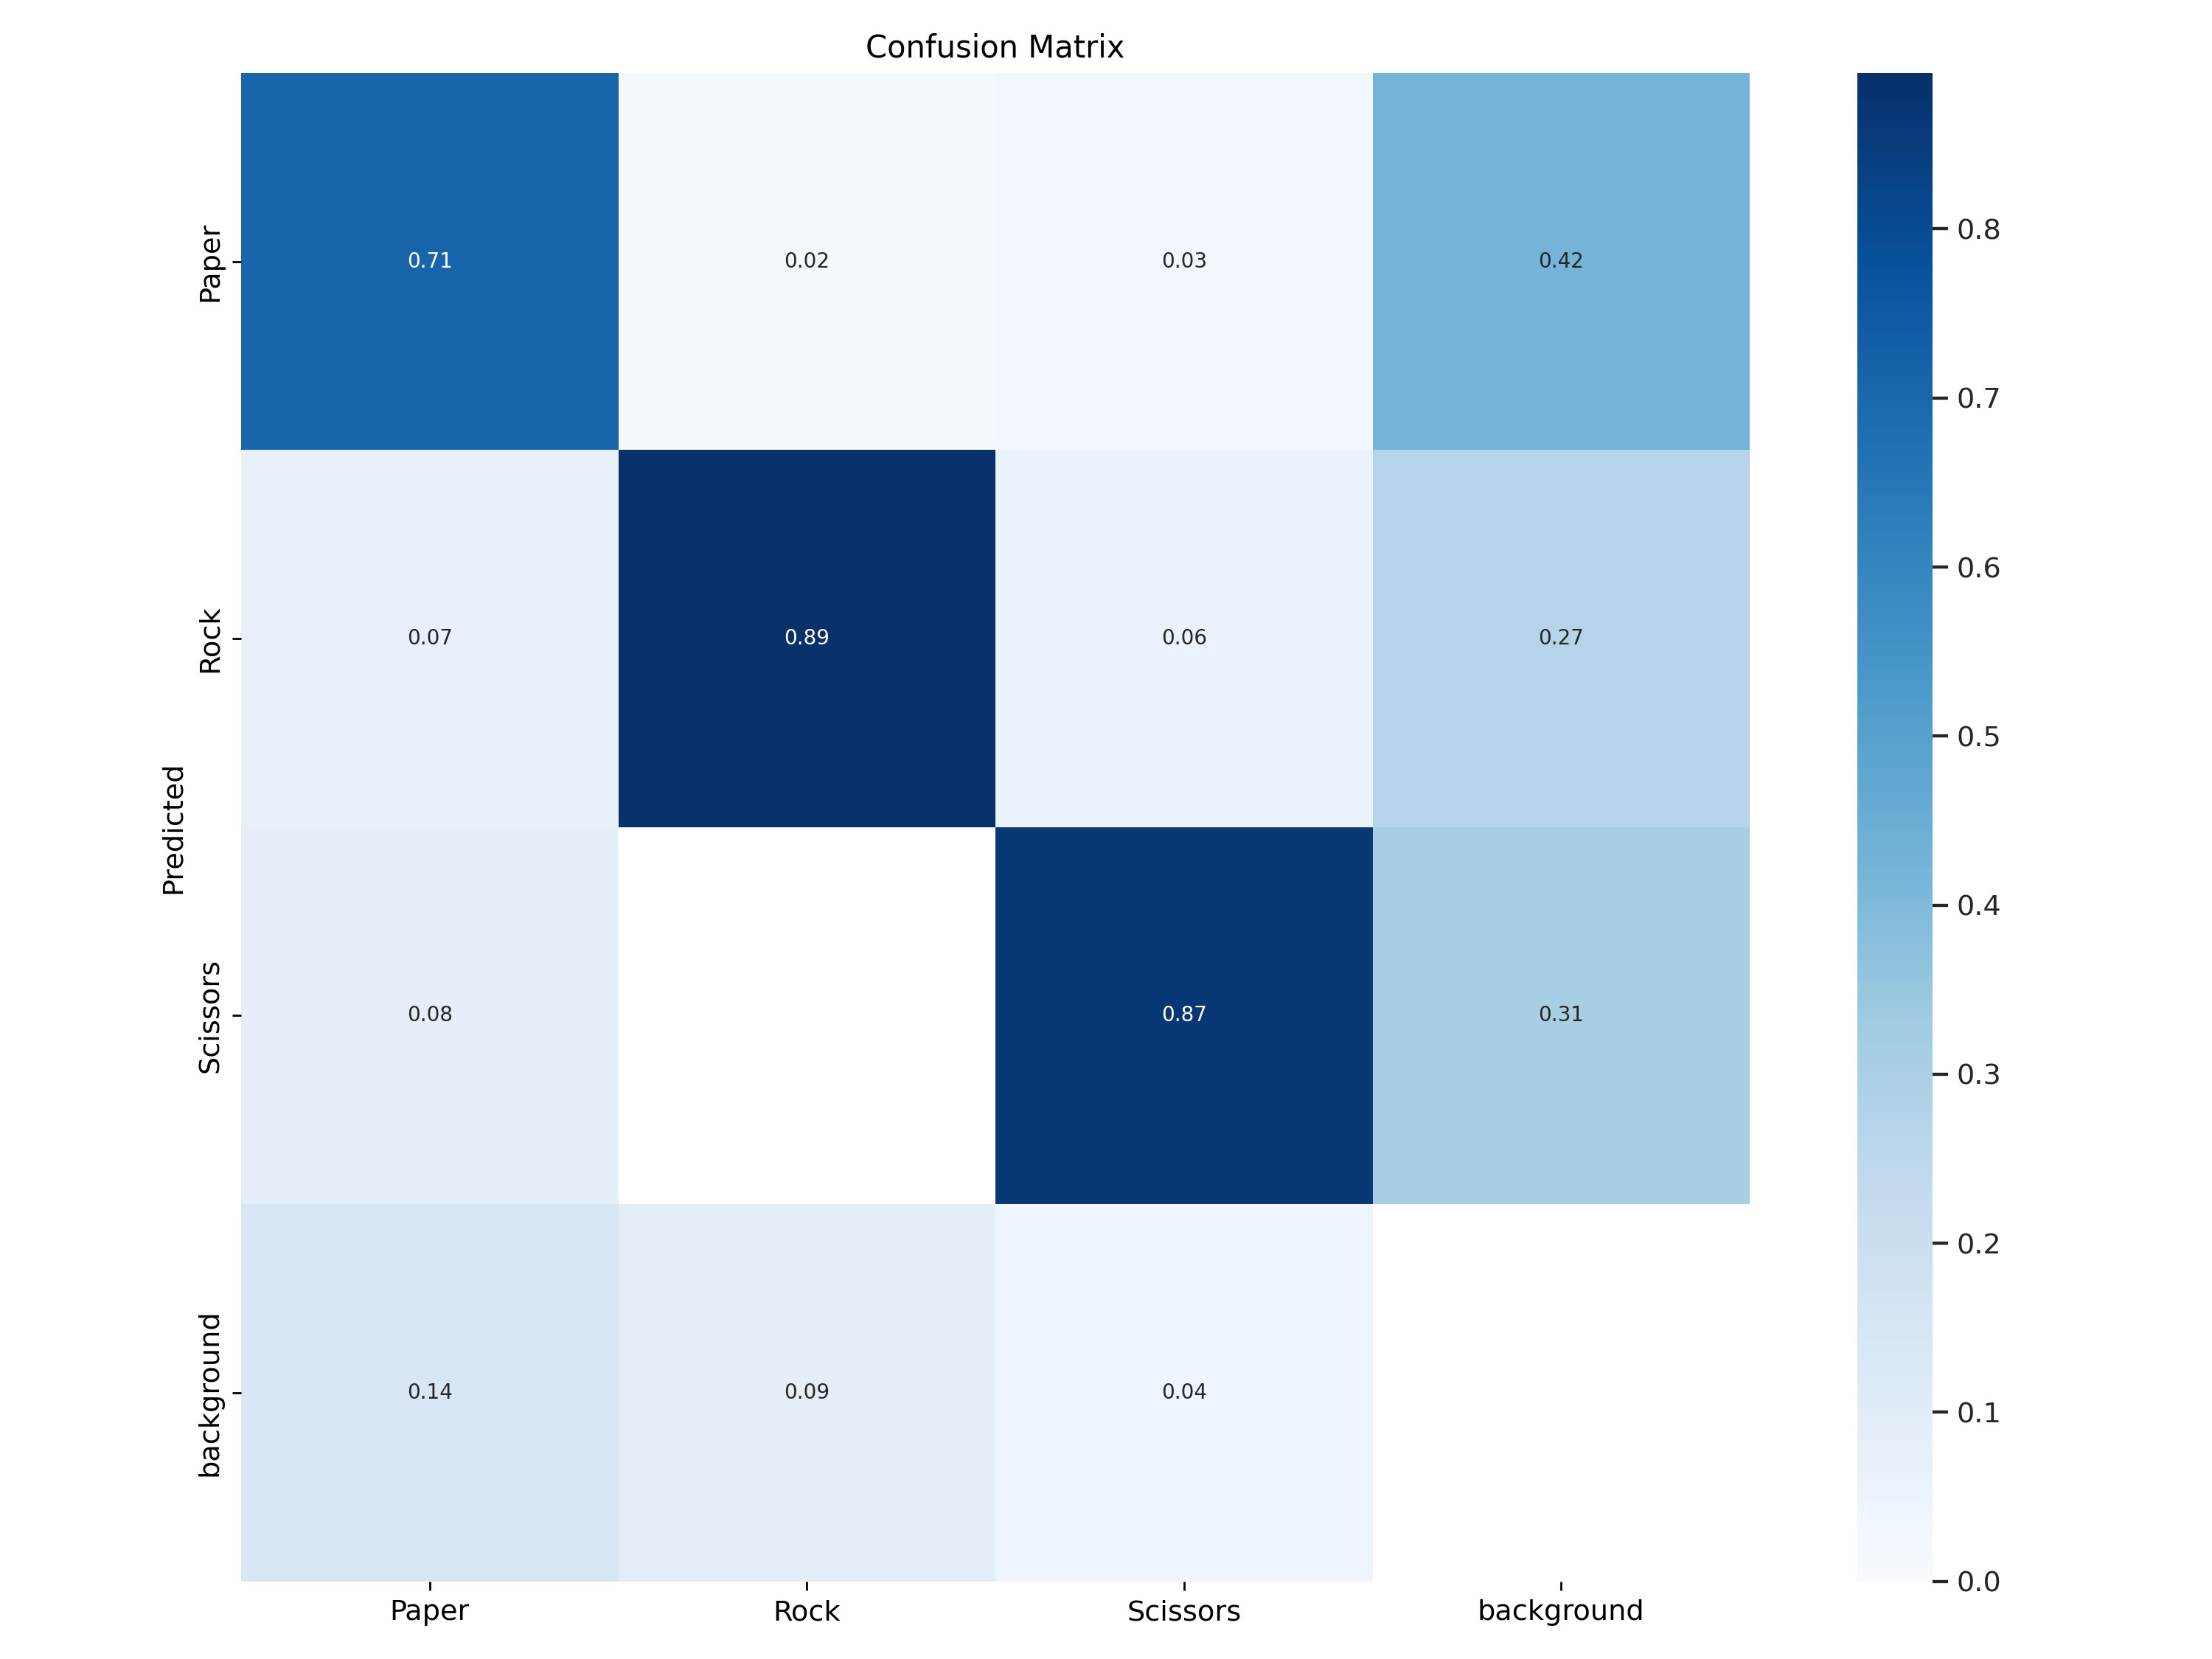 Confusion Matrix
Predicted
Paper
0.71 0.02 0.03 0.42
Rock
0.07 0.89 0.06 0.27
Scissors
0.08 0.87 0.31
background
0.14 0.09 0.04
Paper Rock Scissors background
0.8
0.7
0.6
0.5
0.4
0.3
0.2
0.1
0.0